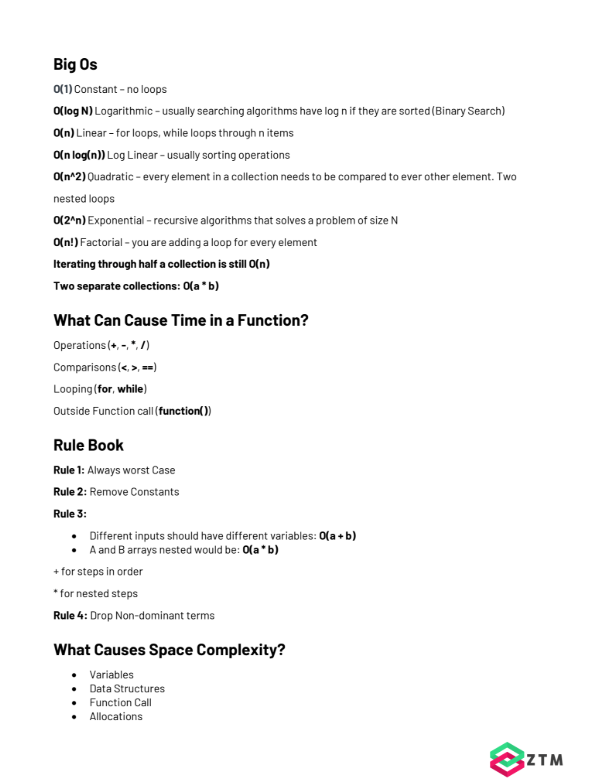 Big Os
O(1) Constant – no loops
O(log N) Logarithmic – usually searching algorithms have log n if they are sorted (Binary Search)
O(n) Linear – for loops, while loops through n items
O(n log(n)) Log Linear – usually sorting operations
O(n^2) Quadratic – every element in a collection needs to be compared to ever other element. Two
nested loops
O(2^n) Exponential – recursive algorithms that solves a problem of size N
O(n!) Factorial – you are adding a loop for every element
Iterating through half a collection is still O(n)
Two separate collections: O(a * b)
What Can Cause Time in a Function?
Operations (+, -, *, /)
Comparisons (<, >, ==)
Looping (for, while)
Outside Function call (function())
Rule Book
Rule 1: Always worst Case
Rule 2: Remove Constants
Rule 3:
• Different inputs should have different variables: O(a + b)
• A and B arrays nested would be: O(a * b)
+ for steps in order
* for nested steps
Rule 4: Drop Non-dominant terms
What Causes Space Complexity?
• Variables
• Data Structures
• Function Call
• Allocations
ZTM